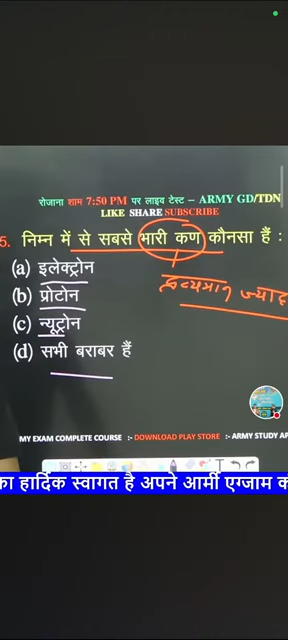 रोजाना शाम 7:50 PM पर लाइव टेस्ट – ARMY GD/TDN
LIKE SHARE SUBSCRIBE
5. निम्न में से सबसे भारी कण कौनसा हैं :
(a) इलेक्ट्रोन
(b) प्रोटोन
(c) न्यूट्रोन
(d) सभी बराबर हैं
द्रव्यमान ज्याद
MY EXAM COMPLETE COURSE :- DOWNLOAD PLAY STORE :- ARMY STUDY AP
का हार्दिक स्वागत है अपने आर्मी एग्जाम क